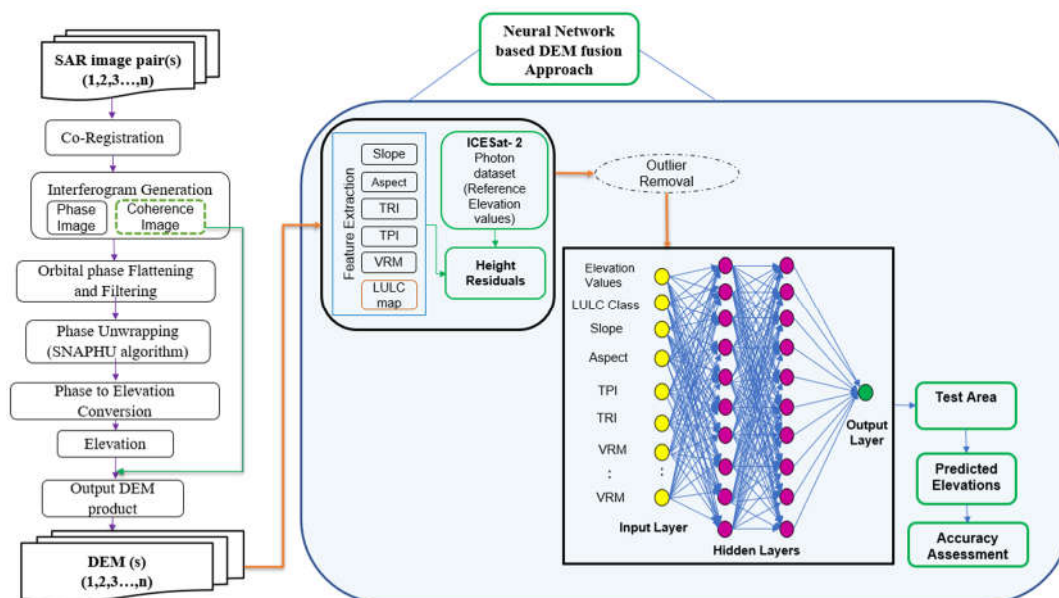 SAR image pair(s)
(1,2,3…,n)
Co-Registration
Interferogram Generation
Phase
Image
Coherence
Image
Orbital phase Flattening
and Filtering
Phase Unwrapping
(SNAPHU algorithm)
Phase to Elevation
Conversion
Elevation
Output DEM
product
DEM (s)
(1,2,3…,n)
Neural Network
based DEM fusion
Approach
Feature Extraction
Slope
Aspect
TRI
TPI
VRM
LULC
map
ICESat- 2
Photon
dataset
(Reference
Elevation
values)
Height
Residuals
Outlier
Removal
Elevation
Values
LULC Class
Slope
Aspect
TPI
TRI
VRM
:
VRM
Input Layer
Hidden Layers
Output
Layer
Test Area
Predicted
Elevations
Accuracy
Assessment